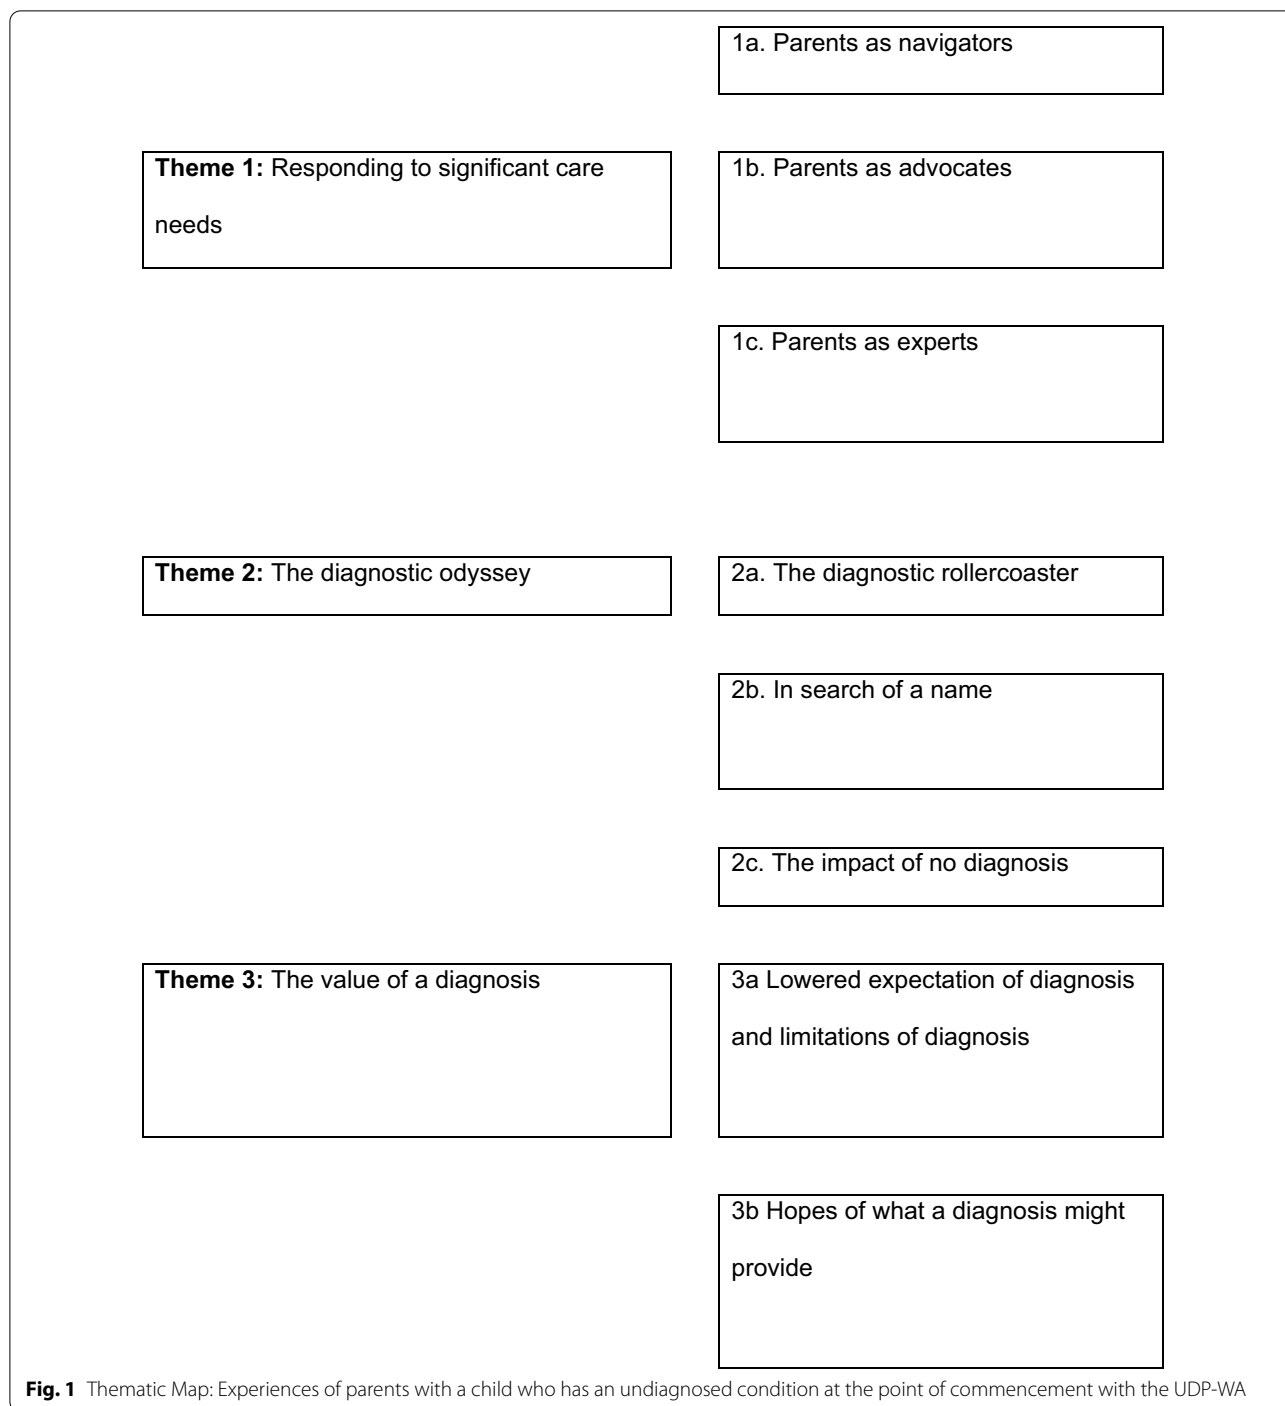 1a. Parents as navigators
Theme 1: Responding to significant care
needs
1b. Parents as advocates
1c. Parents as experts
Theme 2: The diagnostic odyssey
2a. The diagnostic rollercoaster
2b. In search of a name
2c. The impact of no diagnosis
Theme 3: The value of a diagnosis
3a Lowered expectation of diagnosis
and limitations of diagnosis
3b Hopes of what a diagnosis might
provide
Fig. 1 Thematic Map: Experiences of parents with a child who has an undiagnosed condition at the point of commencement with the UDP-WA